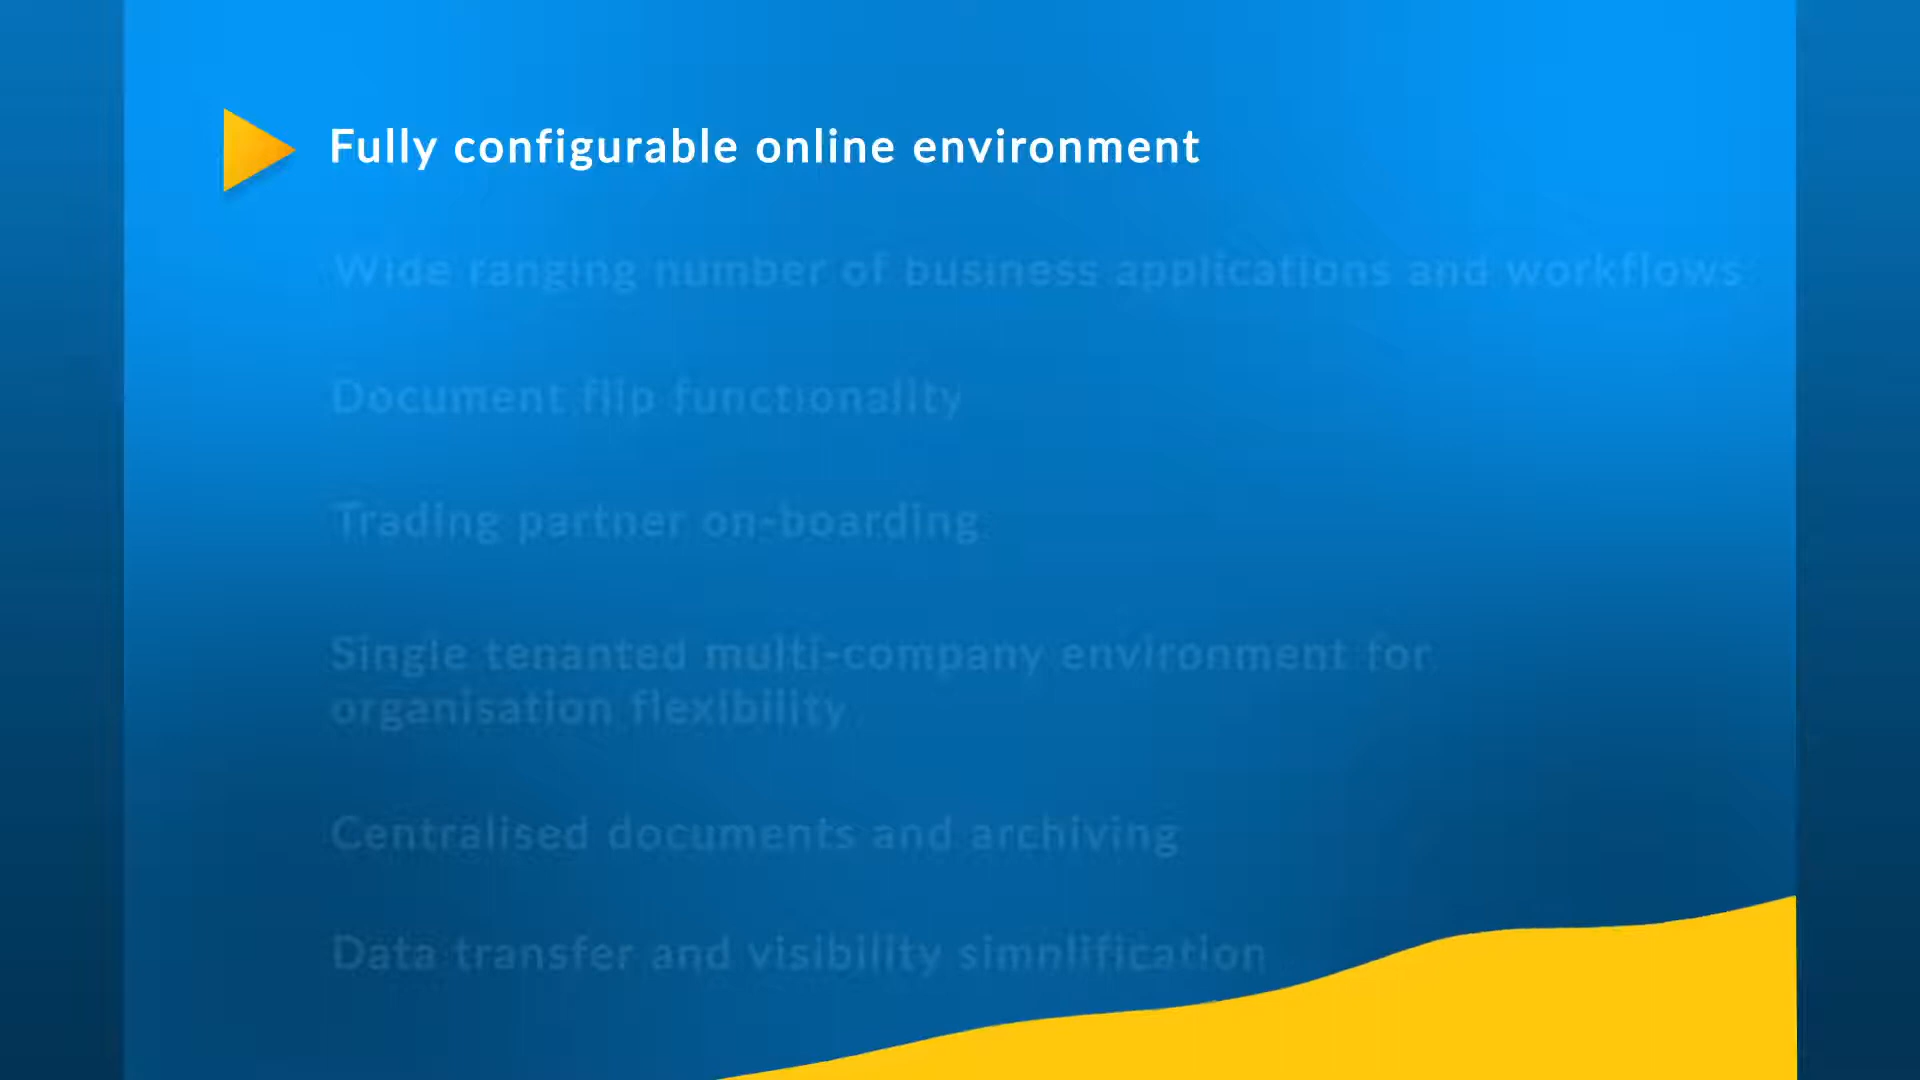 Fully configurable online environment
Wide ranging number of business applications and workflows
Document flip functionality
Trading partner on-boarding
Single tenanted multi-company environment for
organisation flexibility
Centralised documents and archiving
Data transfer and visibility simplification